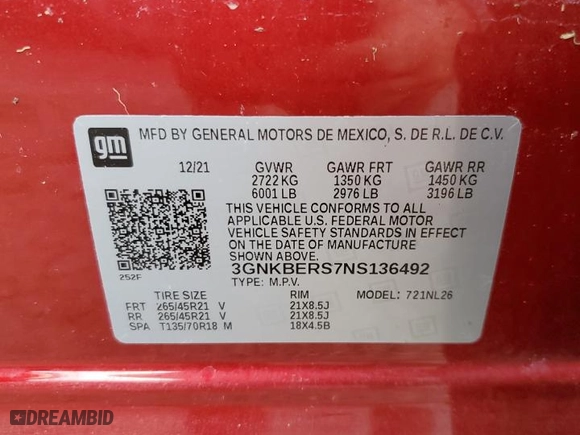 gm
MFD BY GENERAL MOTORS DE MEXICO, S. DE R.L. DE C.V.
12/21 GVWR GAWR FRT GAWR RR
2722 KG 1350 KG 1450 KG
6001 LB 2976 LB 3196 LB
THIS VEHICLE CONFORMS TO ALL
APPLICABLE U.S. FEDERAL MOTOR
VEHICLE SAFETY STANDARDS IN EFFECT
ON THE DATE OF MANUFACTURE
SHOWN ABOVE.
252F 3GNKBERS7NS136492
TYPE: M.P.V.
TIRE SIZE RIM MODEL: 721NL26
FRT 265/45R21 V 21X8.5J
RR 265/45R21 V 21X8.5J
SPA T135/70R18 M 18X4.5B
DREAMBID